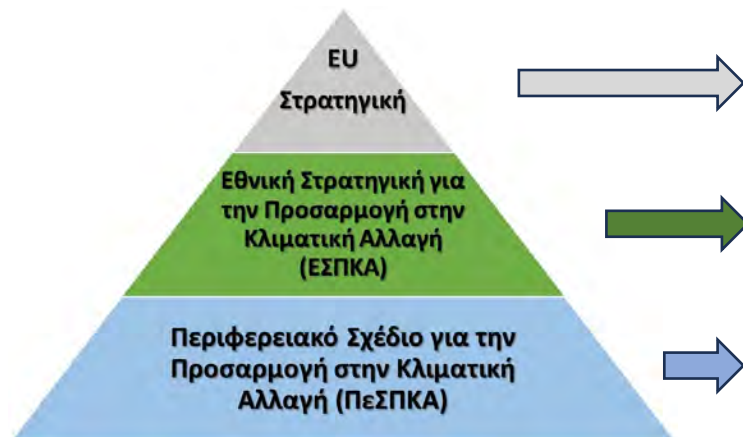 EU
Στρατηγική
Εθνική Στρατηγική για
την Προσαρμογή στην
Κλιματική Αλλαγή
(ΕΣΠΚΑ)
Περιφερειακό Σχέδιο για την
Προσαρμογή στην Κλιματική
Αλλαγή (ΠεΣΠΚΑ)